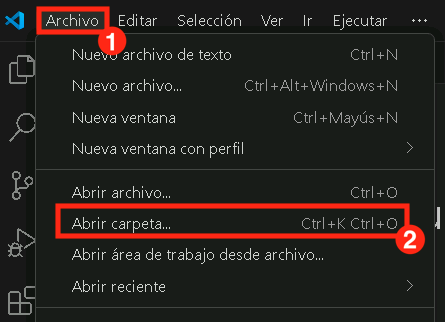 Archivo Editar Selección Ver Ir Ejecutar ···
1
Nuevo archivo de texto Ctrl+N
Nuevo archivo... Ctrl+Alt+Windows+N
Nueva ventana Ctrl+Mayús+N
Nueva ventana con perfil
Abrir archivo... Ctrl+O
Abrir carpeta... Ctrl+K Ctrl+O
2
Abrir área de trabajo desde archivo...
Abrir reciente